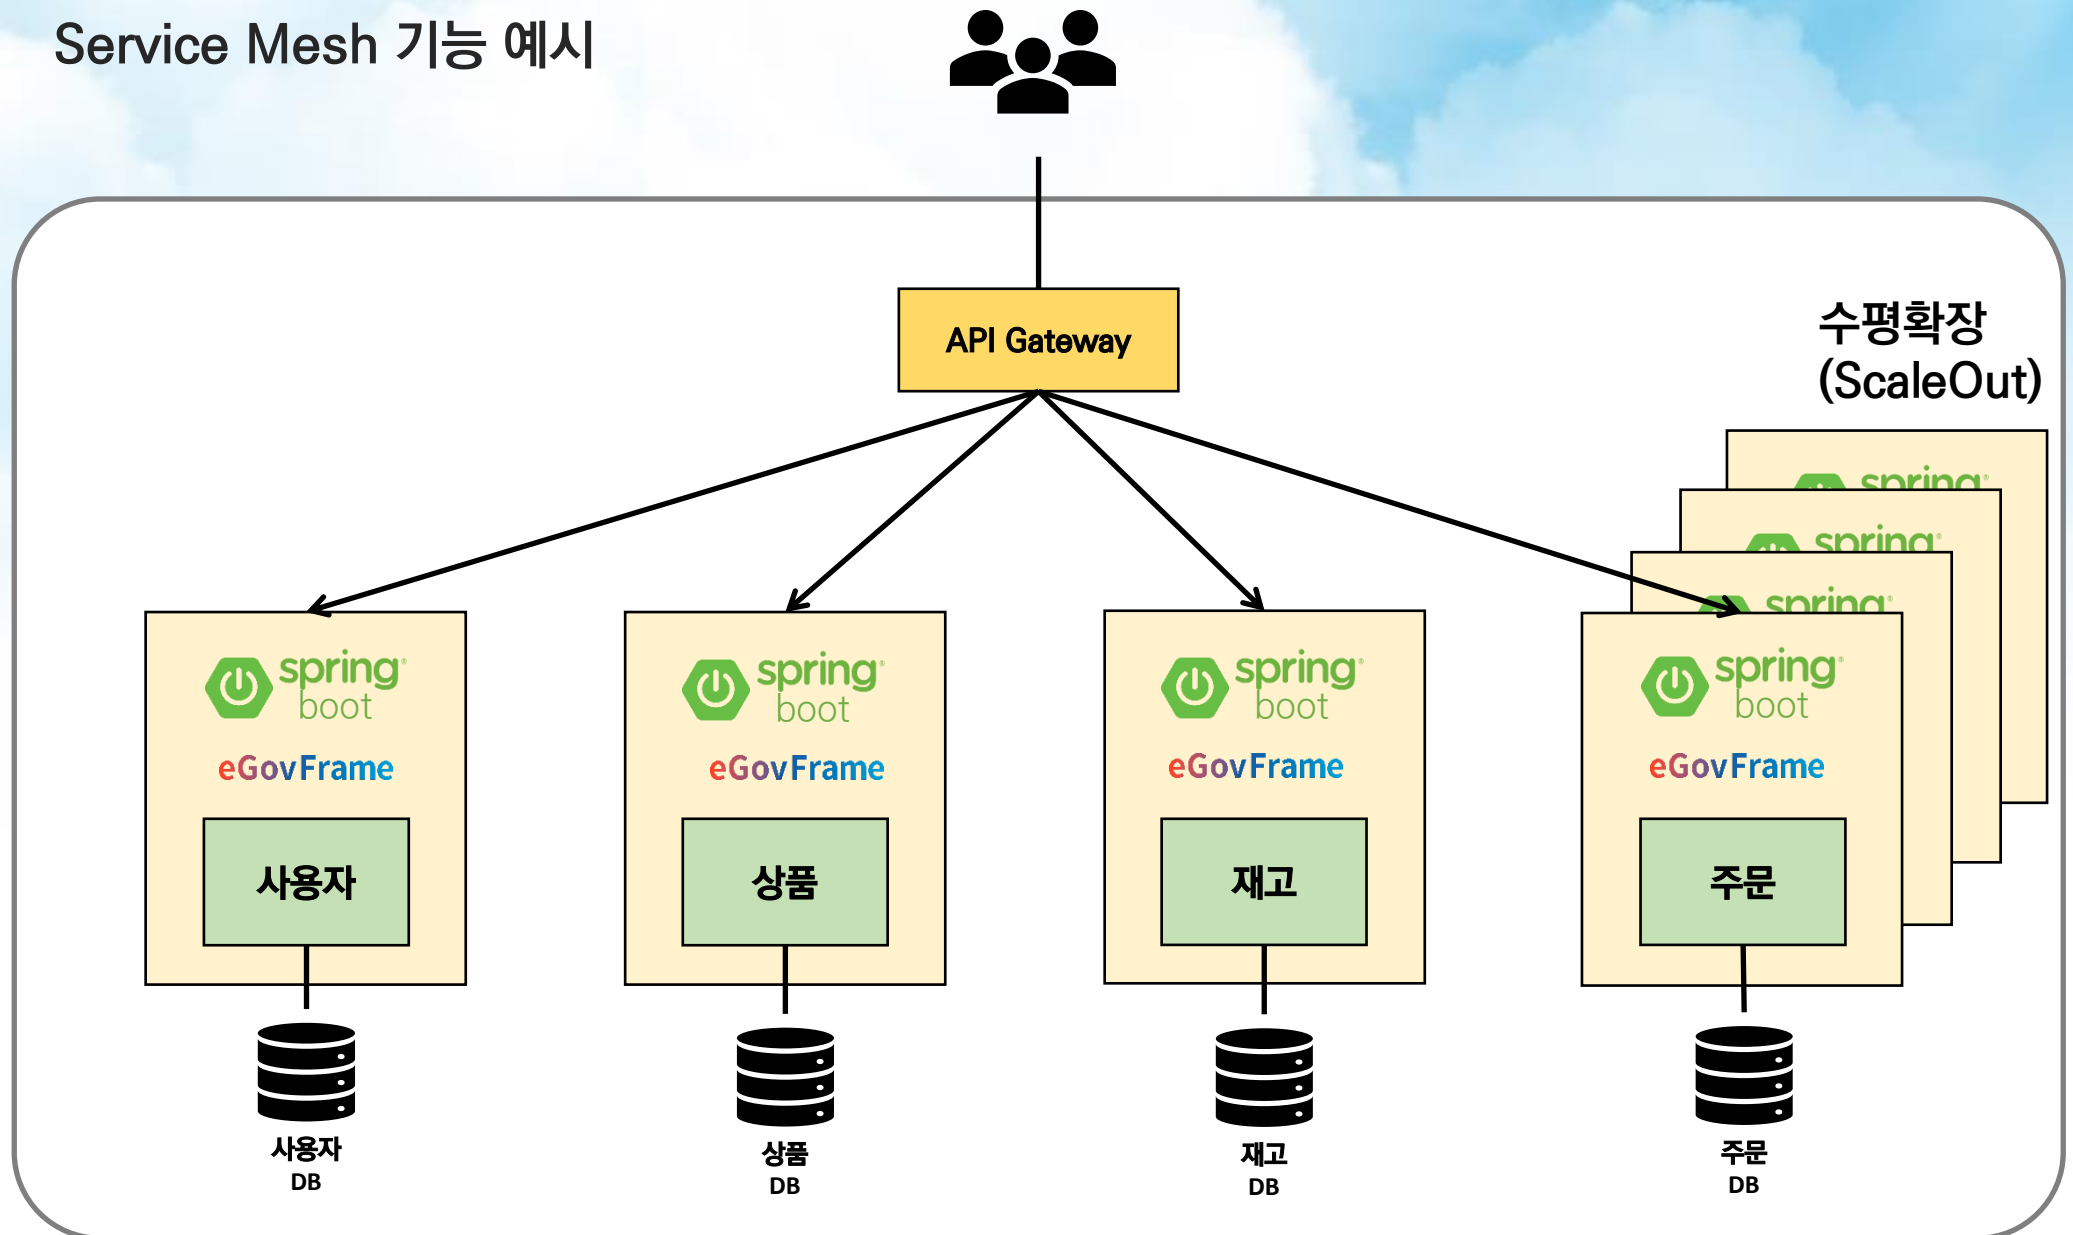 Service Mesh 기능 예시
API Gateway
수평확장
(ScaleOut)
spring
spring
spring
spring
boot
eGovFrame
사용자
spring
boot
eGovFrame
상품
spring
boot
eGovFrame
재고
spring
boot
eGovFrame
주문
사용자
DB
상품
DB
재고
DB
주문
DB